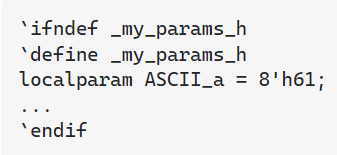 `ifndef _my_params_h
`define _my_params_h
localparam ASCII_a = 8'h61;
...
`endif